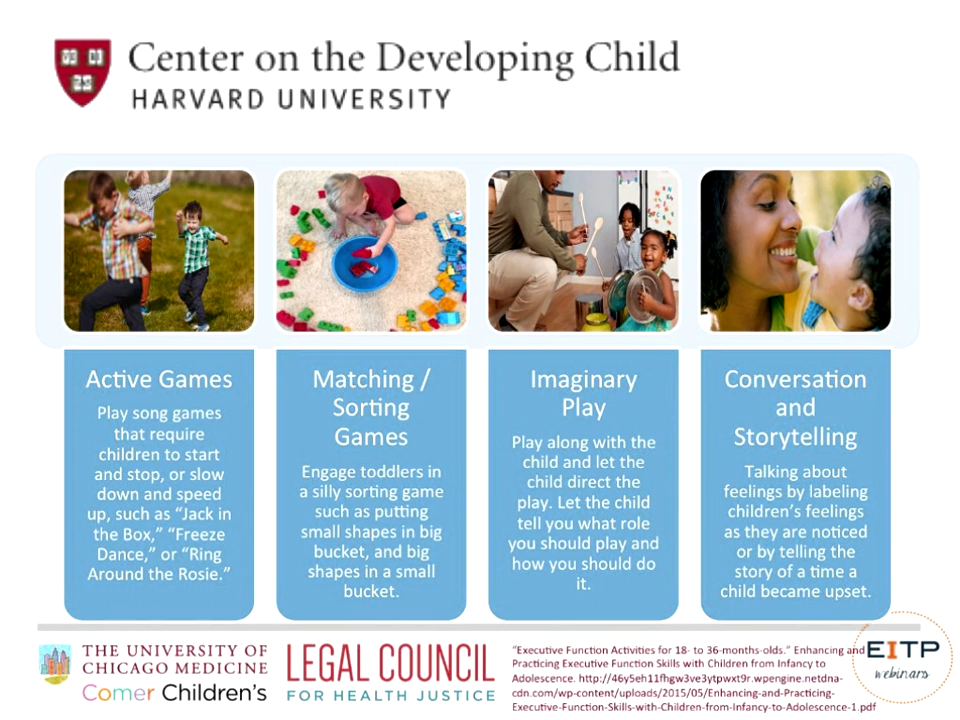 Center on the Developing Child
HARVARD UNIVERSITY
Active Games
Play song games
that require
children to start
and stop, or slow
down and speed
up, such as “Jack in
the Box,” “Freeze
Dance,” or “Ring
Around the Rosie.”
Matching /
Sorting
Games
Engage toddlers in
a silly sorting game
such as putting
small shapes in big
bucket, and big
shapes in a small
bucket.
Imaginary
Play
Play along with the
child and let the
child direct the
play. Let the child
tell you what role
you should play and
how you should do
it.
Conversation
and
Storytelling
Talking about
feelings by labeling
children’s feelings
as they are noticed
or by telling the
story of a time a
child became upset.
THE UNIVERSITY OF
CHICAGO MEDICINE
Comer Children’s
LEGAL COUNCIL
FOR HEALTH JUSTICE
“Executive Function Activities for 18- to 36-months-olds.” Enhancing and
Practicing Executive Function Skills with Children from Infancy to
Adolescence. http://46y5eh11fhgw3ve3ytpwxt9r.wpengine.netdna-
cdn.com/wp-content/uploads/2015/05/Enhancing-and-Practicing-
Executive-Function-Skills-with-Children-from-Infancy-to-Adolescence-1.pdf
EITP
webinars